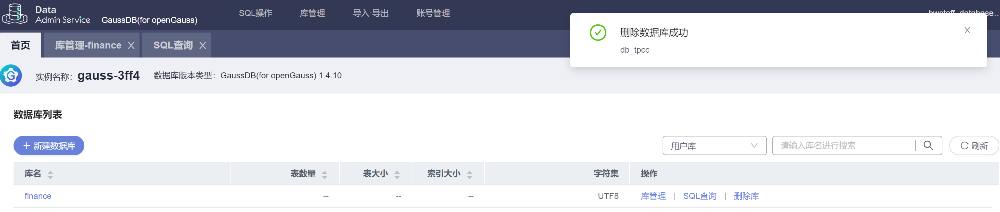 Data
Admin Service
GaussDB(for openGauss)
SQL操作
库管理
导入·导出
账号管理
hwstaff_database...
首页
库管理-finance X
SQL查询 X
删除数据库成功
X
db_tpcc
实例名称：gauss-3ff4
数据库版本类型：GaussDB(for openGauss) 1.4.10
数据库列表
+ 新建数据库
用户库
请输入库名进行搜索
刷新
库名 表数量 表大小 索引大小 字符集 操作
finance -- -- -- UTF8 库管理 | SQL查询 | 删除库